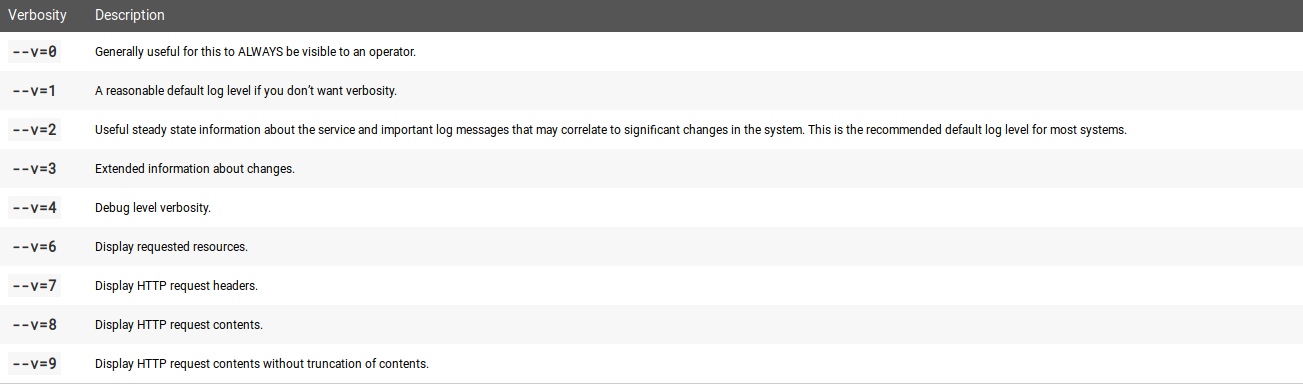 Verbosity Description
--v=0 Generally useful for this to ALWAYS be visible to an operator.
--v=1 A reasonable default log level if you don't want verbosity.
--v=2 Useful steady state information about the service and important log messages that may correlate to significant changes in the system. This is the recommended default log level for most systems.
--v=3 Extended information about changes.
--v=4 Debug level verbosity.
--v=6 Display requested resources.
--v=7 Display HTTP request headers.
--v=8 Display HTTP request contents.
--v=9 Display HTTP request contents without truncation of contents.